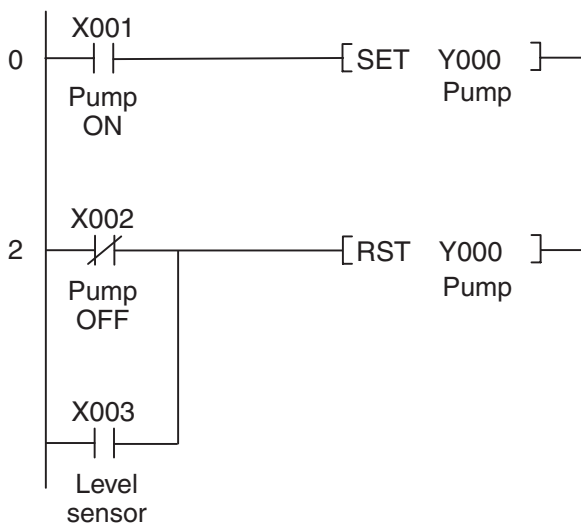 X001
0 SET Y000
Pump Pump
ON
X002
2 RST Y000
Pump Pump
OFF
X003
Level
sensor